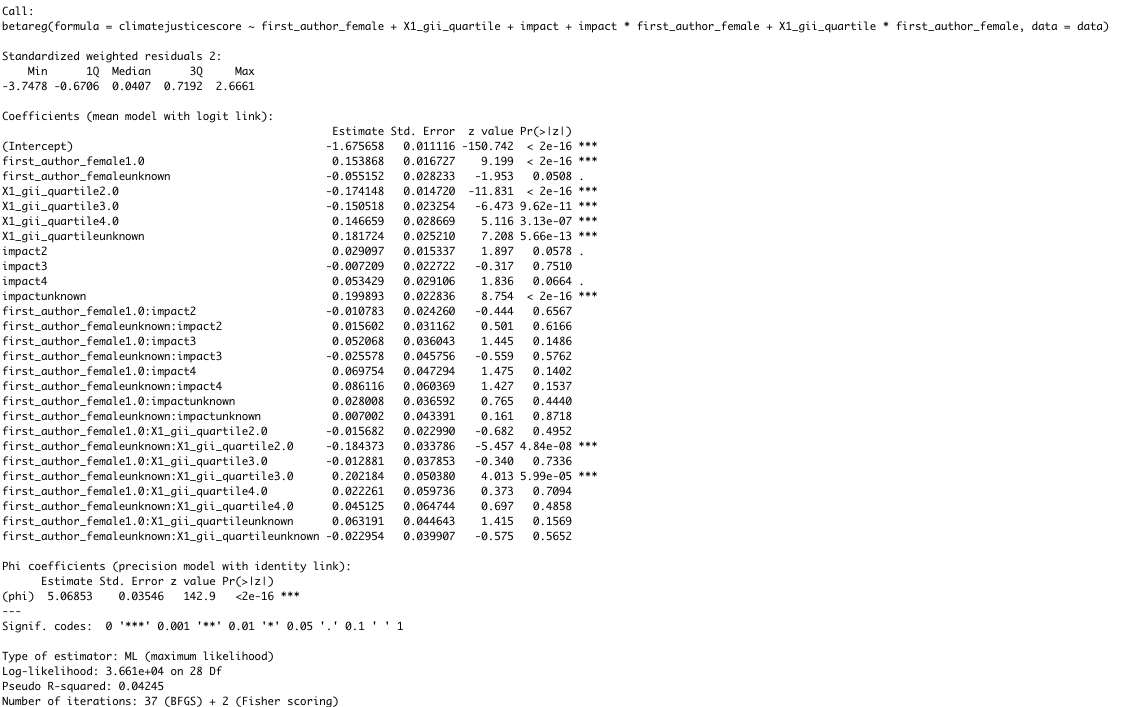 Call:
betareg(formula = climatejusticescore ~ first_author_female + X1_gii_quartile + impact + impact * first_author_female + X1_gii_quartile * first_author_female, data = data)

Standardized weighted residuals 2:
    Min      1Q  Median      3Q     Max
-3.7478 -0.6706  0.0407  0.7192  2.6661

Coefficients (mean model with logit link):
                                                  Estimate Std. Error  z value Pr(>|z|)
(Intercept)                                      -1.675658   0.011116 -150.742  < 2e-16 ***
first_author_female1.0                            0.153868   0.016727    9.199  < 2e-16 ***
first_author_femaleunknown                       -0.055152   0.028233   -1.953   0.0508 .
X1_gii_quartile2.0                               -0.174148   0.014720  -11.831  < 2e-16 ***
X1_gii_quartile3.0                               -0.150518   0.023254   -6.473 9.62e-11 ***
X1_gii_quartile4.0                                0.146659   0.028669    5.116 3.13e-07 ***
X1_gii_quartileunknown                            0.181724   0.025210    7.208 5.66e-13 ***
impact2                                           0.029097   0.015337    1.897   0.0578 .
impact3                                          -0.007209   0.022722   -0.317   0.7510
impact4                                           0.053429   0.029106    1.836   0.0664 .
impactunknown                                     0.199893   0.022836    8.754  < 2e-16 ***
first_author_female1.0:impact2                   -0.010783   0.024260   -0.444   0.6567
first_author_femaleunknown:impact2                0.015602   0.031162    0.501   0.6166
first_author_female1.0:impact3                    0.052068   0.036043    1.445   0.1486
first_author_femaleunknown:impact3               -0.025578   0.045756   -0.559   0.5762
first_author_female1.0:impact4                    0.069754   0.047294    1.475   0.1402
first_author_femaleunknown:impact4                0.086116   0.060369    1.427   0.1537
first_author_female1.0:impactunknown              0.028008   0.036592    0.765   0.4440
first_author_femaleunknown:impactunknown          0.007002   0.043391    0.161   0.8718
first_author_female1.0:X1_gii_quartile2.0        -0.015682   0.022990   -0.682   0.4952
first_author_femaleunknown:X1_gii_quartile2.0    -0.184373   0.033786   -5.457 4.84e-08 ***
first_author_female1.0:X1_gii_quartile3.0        -0.012881   0.037853   -0.340   0.7336
first_author_femaleunknown:X1_gii_quartile3.0     0.202184   0.050380    4.013 5.99e-05 ***
first_author_female1.0:X1_gii_quartile4.0         0.022261   0.059736    0.373   0.7094
first_author_femaleunknown:X1_gii_quartile4.0     0.045125   0.064744    0.697   0.4858
first_author_female1.0:X1_gii_quartileunknown     0.063191   0.044643    1.415   0.1569
first_author_femaleunknown:X1_gii_quartileunknown -0.022954   0.039907   -0.575   0.5652

Phi coefficients (precision model with identity link):
      Estimate Std. Error z value Pr(>|z|)
(phi)  5.06853    0.03546   142.9   <2e-16 ***
---
Signif. codes:  0 '***' 0.001 '**' 0.01 '*' 0.05 '.' 0.1 ' ' 1

Type of estimator: ML (maximum likelihood)
Log-likelihood: 3.661e+04 on 28 Df
Pseudo R-squared: 0.04245
Number of iterations: 37 (BFGS) + 2 (Fisher scoring)